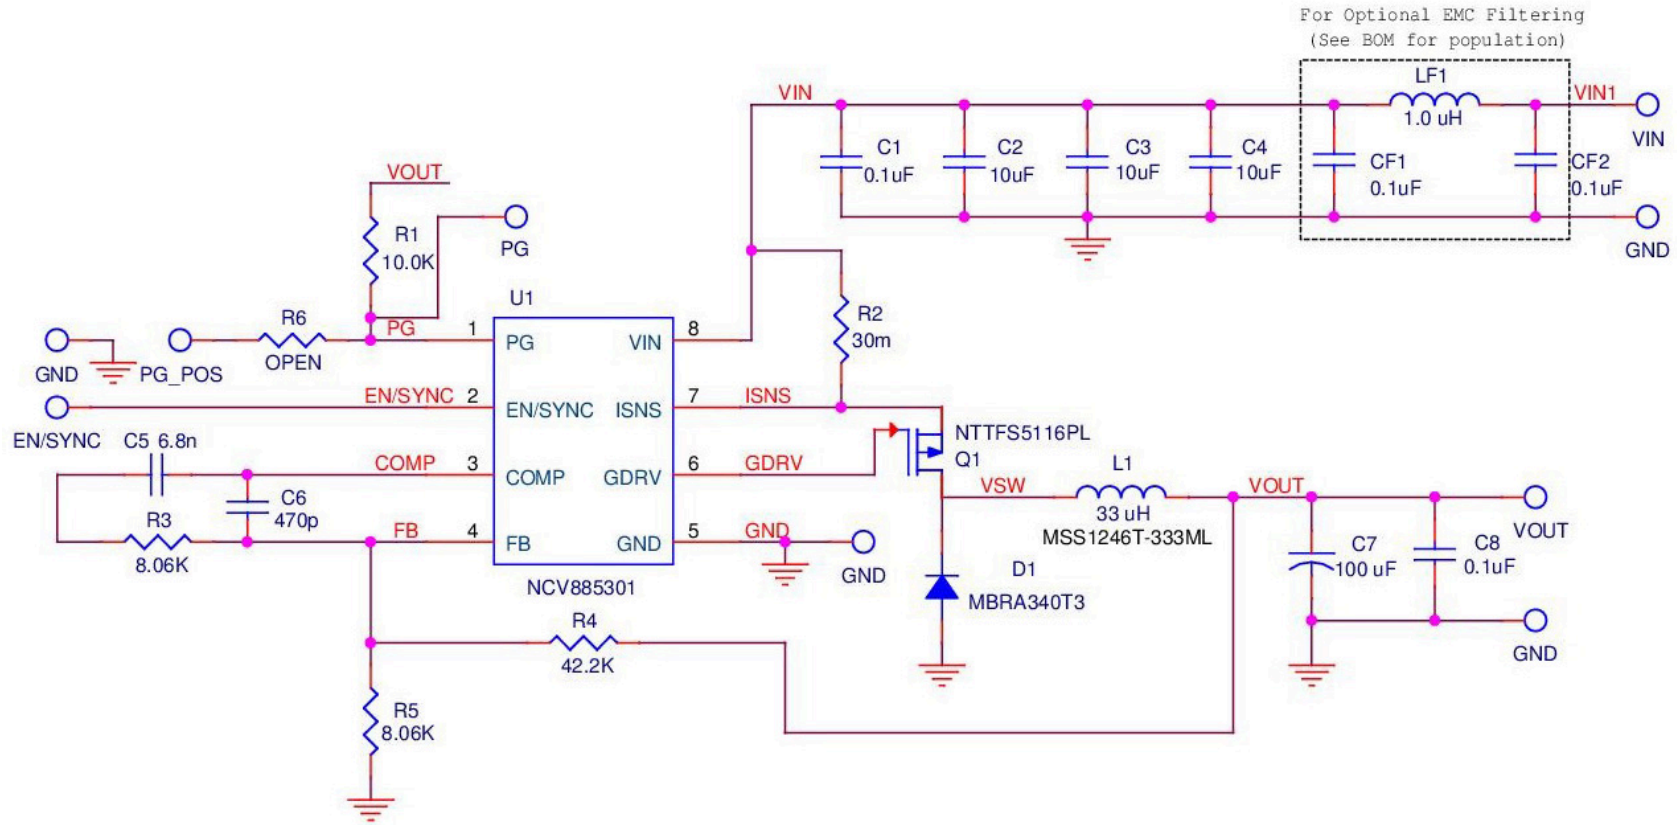 For Optional EMC Filtering
(See BOM for population)
LF1
1.0 uH
VIN
VIN1
VIN
C1
0.1uF
C2
10uF
C3
10uF
C4
10uF
CF1
0.1uF
CF2
0.1uF
GND
VOUT
R1
10.0K
PG
U1
R6
OPEN
PG
1
PG
VIN
8
R2
30m
GND
PG_POS
EN/SYNC
2
EN/SYNC
ISNS
7
ISNS
EN/SYNC
C5 6.8n
COMP
3
COMP
GDRV
6
GDRV
NTTFS5116PL
Q1
C6
470p
R3
8.06K
FB
4
FB
GND
5
GND
GND
NCV885301
VSW
L1
33 uH
MSS1246T-333ML
VOUT
VOUT
D1
MBRA340T3
C7
100 uF
C8
0.1uF
GND
R4
42.2K
R5
8.06K